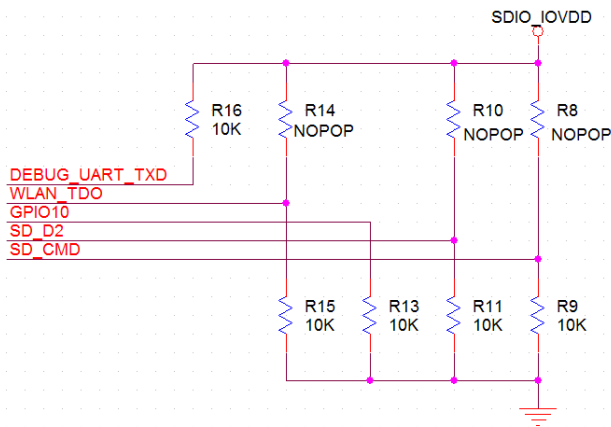 SDIO_IOVDD
R16
10K
R14
NOPOP
R10
NOPOP
R8
NOPOP
DEBUG_UART_TXD
WLAN_TDO
GPIO10
SD_D2
SD_CMD
R15
10K
R13
10K
R11
10K
R9
10K